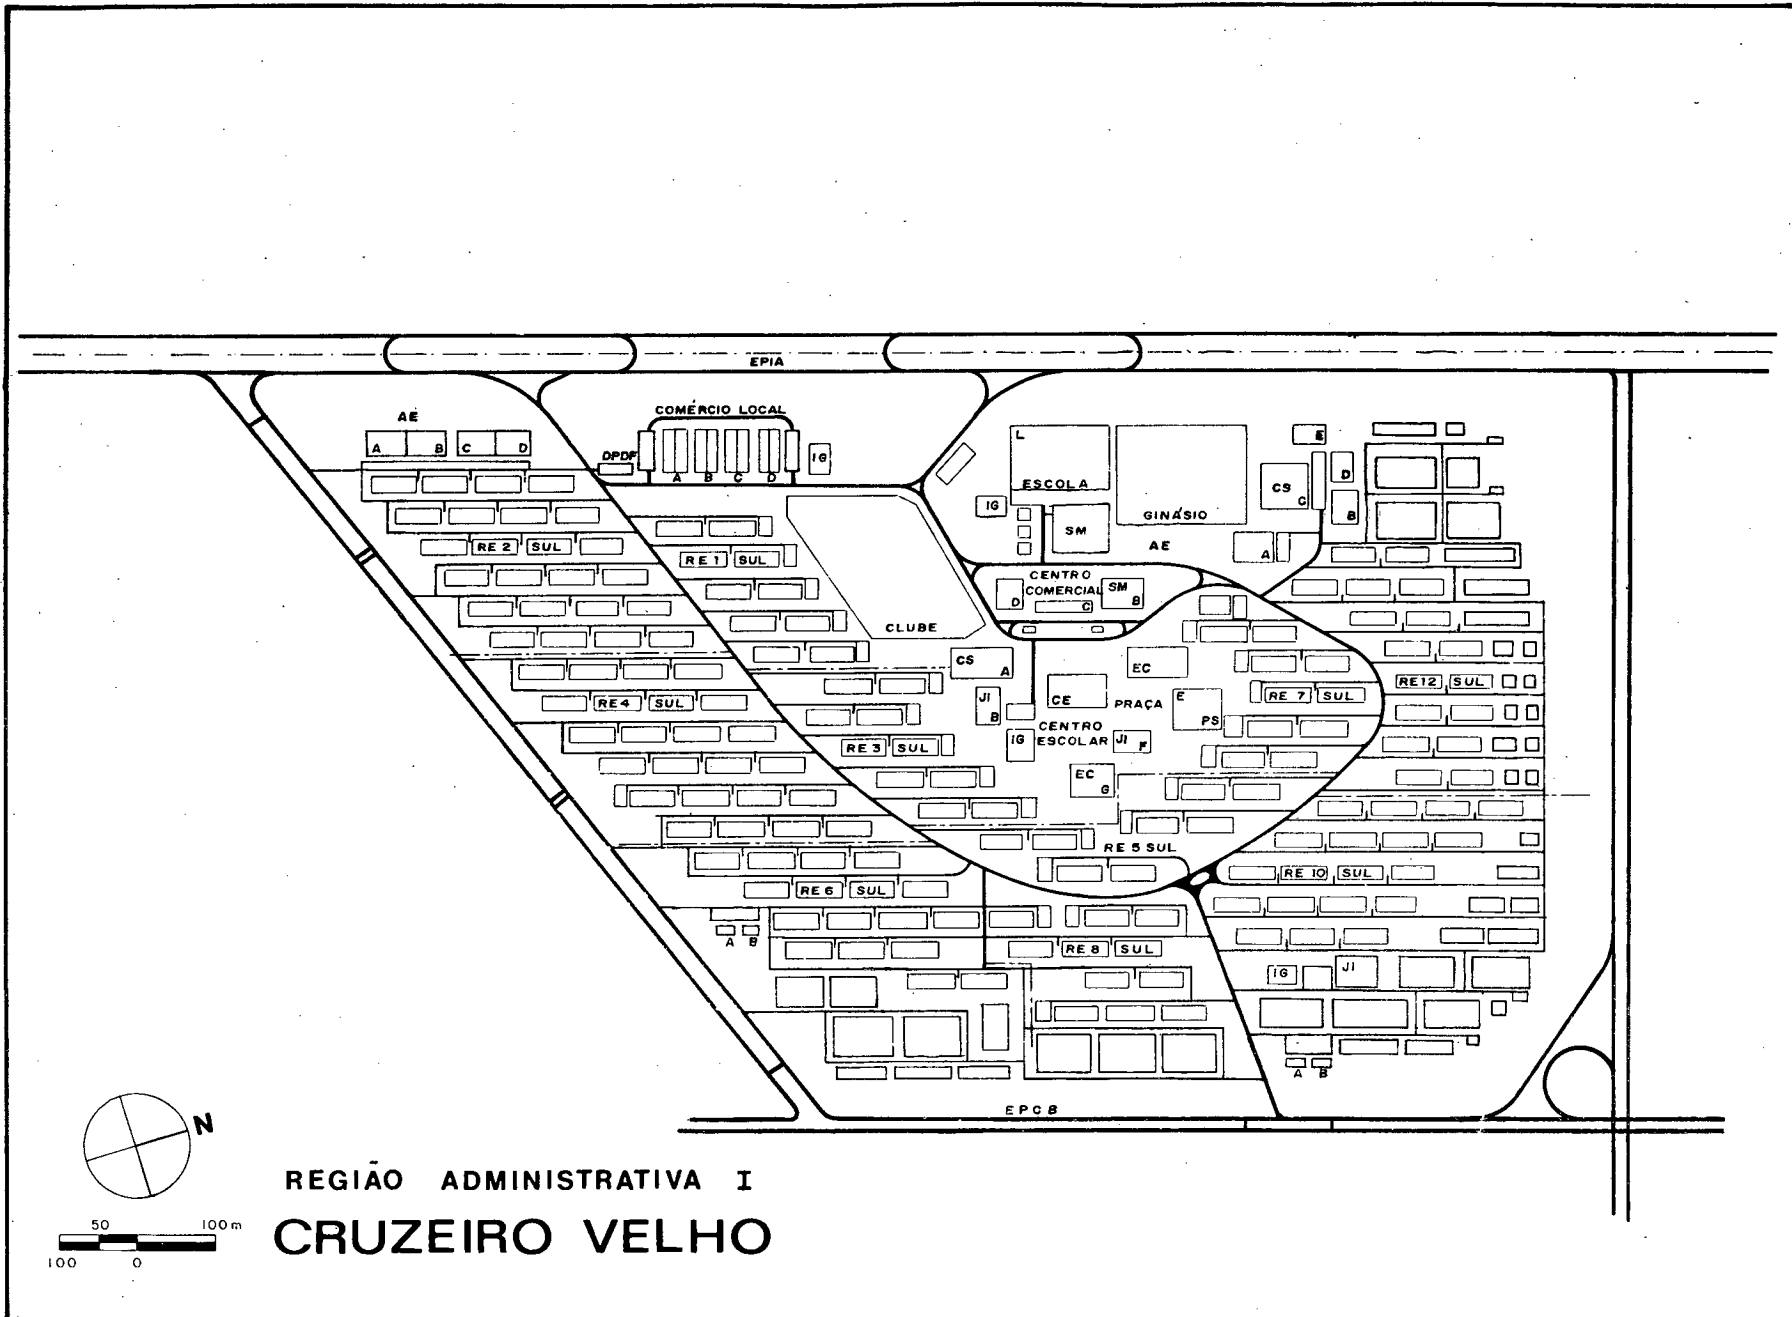 EPIA
AE
A B C D
COMÉRCIO LOCAL
DPDF
A B C D
IG
L
ESCOLA
GINÁSIO
E
CS
C
D
B
IG
SM
AE
A
RE 2 SUL
RE 1 SUL
CENTRO
COMERCIAL
D
C
SM
B
CLUBE
CS
A
EC
JI
B
CE
PRAÇA
E
PS
RE 7 SUL
RE12 SUL
RE4 SUL
RE 3 SUL
CENTRO
ESCOLAR
IG
JI
F
EC
G
RE 5 SUL
RE 10 SUL
RE 6 SUL
A B
RE 8 SUL
IG
JI
A B
EPCB
N
REGIÃO ADMINISTRATIVA I
CRUZEIRO VELHO
50 100m
100 0